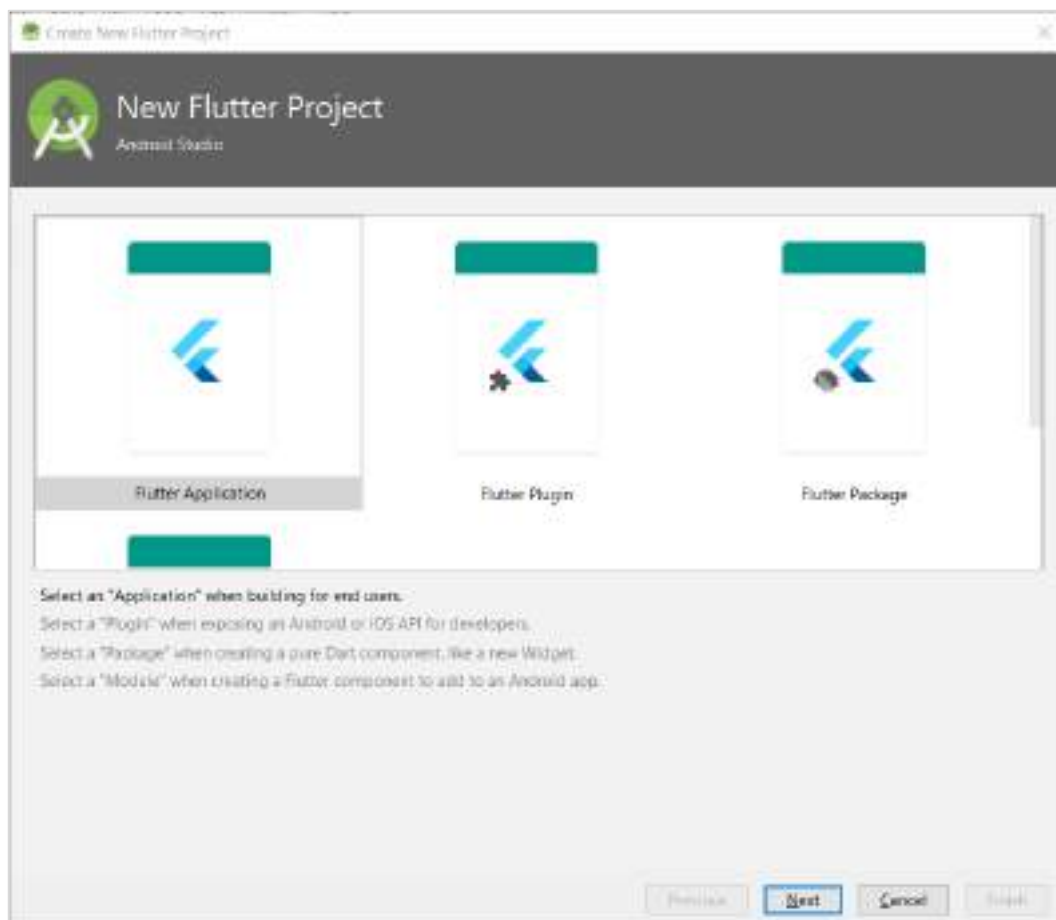 Create New Flutter Project
New Flutter Project
Android Studio
Flutter Application
Flutter Plugin
Flutter Package
Select an "Application" when building for end users.
Select a "Plugin" when exposing an Android or iOS API for developers.
Select a "Package" when creating a pure Dart component, like a new Widget.
Select a "Module" when creating a Flutter component to add to an Android app.
Previous
Next
Cancel
Finish